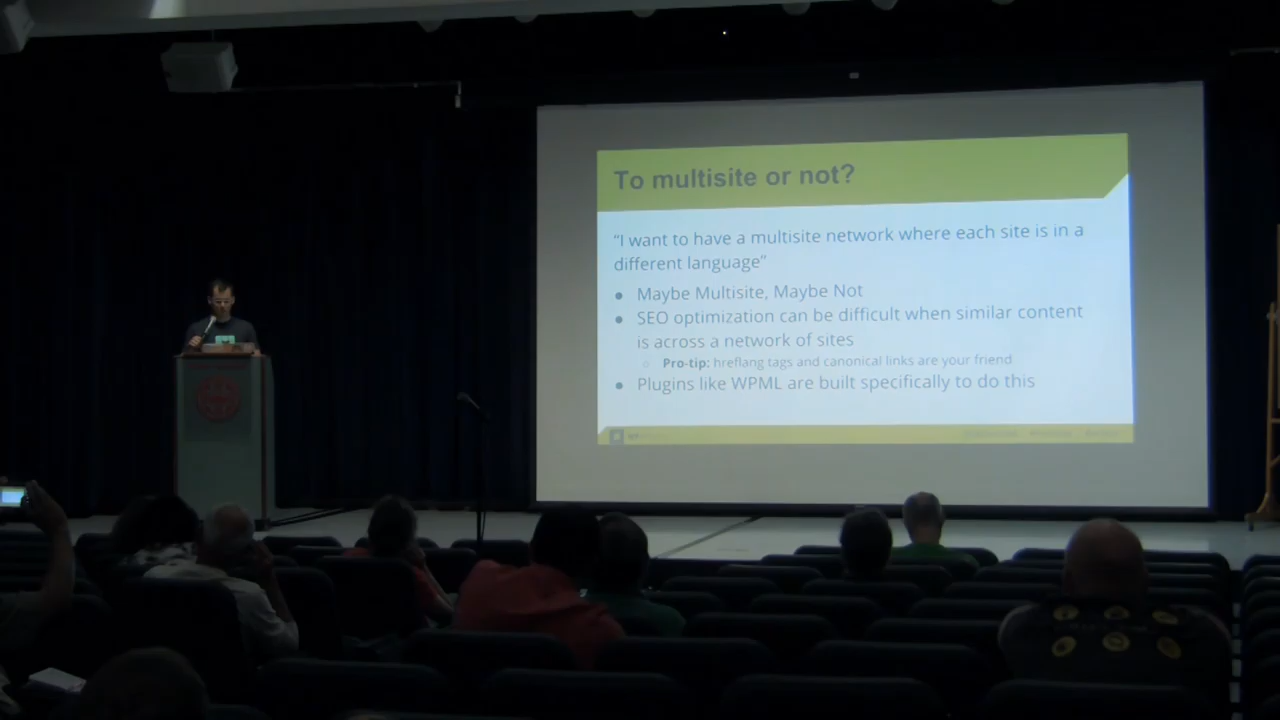 To multisite or not?
“I want to have a multisite network where each site is in a
different language”
● Maybe Multisite, Maybe Not
● SEO optimization can be difficult when similar content
is across a network of sites
○ Pro-tip: hreflang tags and canonical links are your friend
● Plugins like WPML are built specifically to do this